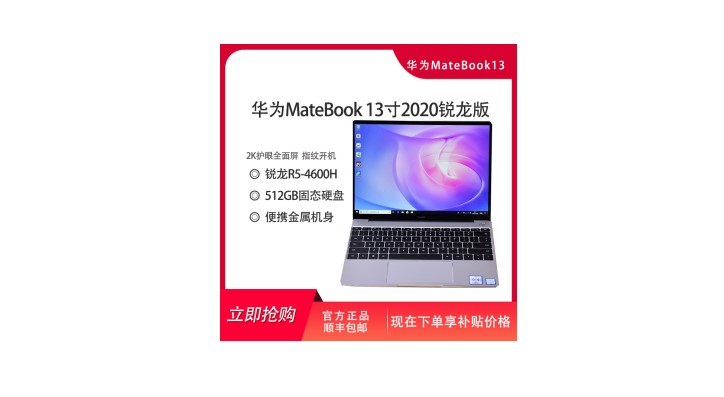 华为MateBook13
华为MateBook 13寸2020锐龙版
2K护眼全面屏 指纹开机
◎ 锐龙R5-4600H
◎ 512GB固态硬盘
◎ 便携金属机身
立即抢购
官方正品
顺丰包邮
现在下单享补贴价格